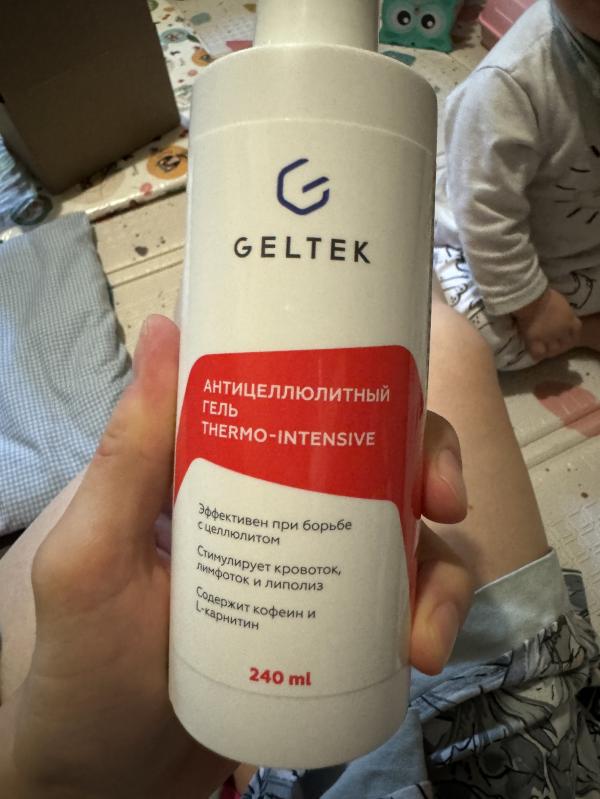 GELTEK
АНТИЦЕЛЛЮЛИТНЫЙ
ГЕЛЬ
THERMO-INTENSIVE
Эффективен при борьбе
с целлюлитом
Стимулирует кровоток,
лимфоток и липолиз
Содержит кофеин и
L-карнитин
240 ml